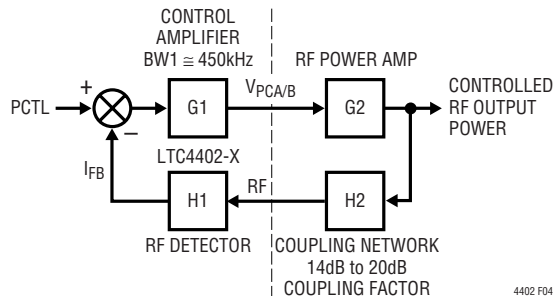 CONTROL
AMPLIFIER
BW1 ≅ 450kHz
RF POWER AMP
PCTL
+
–
G1
V_PCA/B
G2
CONTROLLED
RF OUTPUT
POWER
I_FB
LTC4402-X
H1
RF
H2
RF DETECTOR
COUPLING NETWORK
14dB to 20dB
COUPLING FACTOR
4402 F04